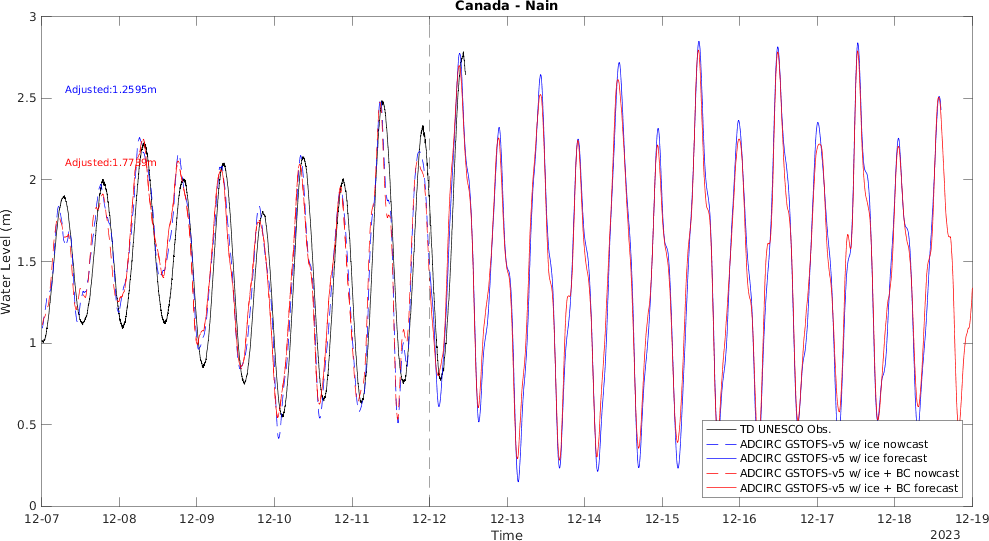 Canada - Nain
3
2.5
2
1.5
1
0.5
0
Water Level (m)
Adjusted:1.2595m
TD UNESCO Obs.
ADCIRC GSTOFS-v5 w/ ice nowcast
ADCIRC GSTOFS-v5 w/ ice forecast
ADCIRC GSTOFS-v5 w/ ice + BC nowcast
ADCIRC GSTOFS-v5 w/ ice + BC forecast
12-07 12-08 12-09 12-10 12-11 12-12 12-13 12-14 12-15 12-16 12-17 12-18 12-19
Time
2023